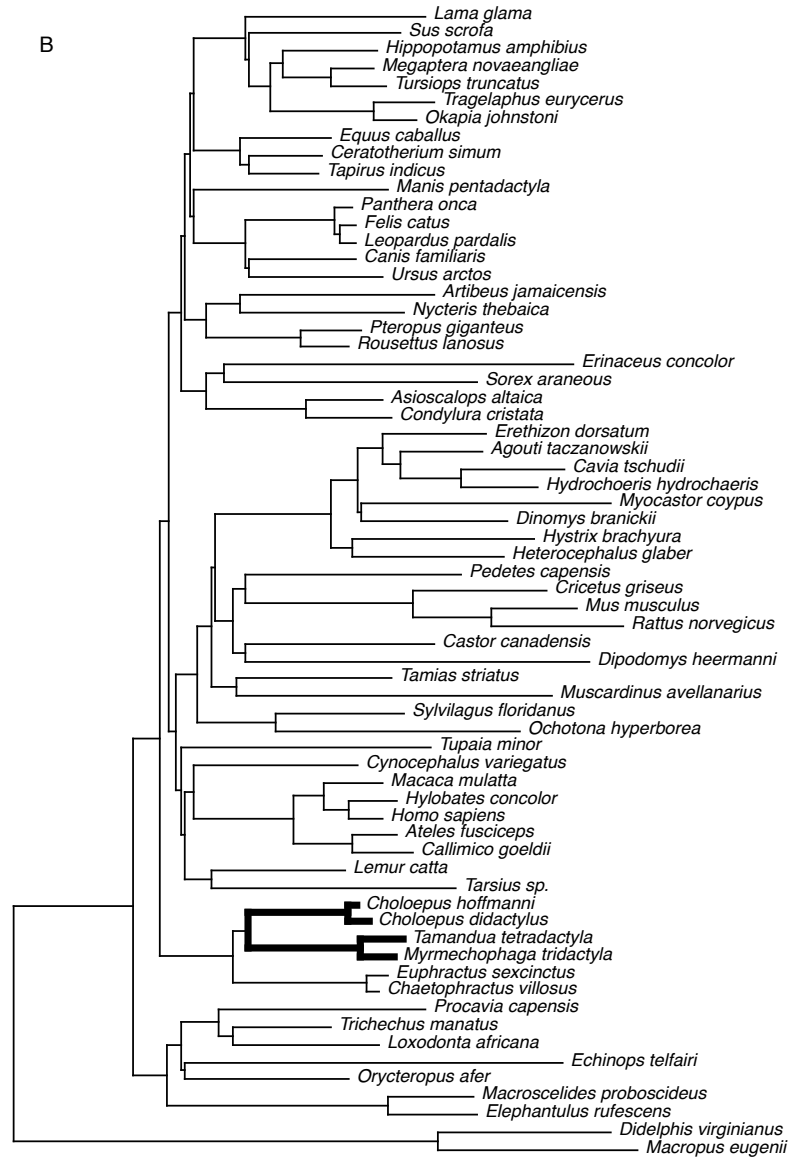 B
Lama glama
Sus scrofa
Hippopotamus amphibius
Megaptera novaeangliae
Tursiops truncatus
Tragelaphus eurycerus
Okapia johnstoni
Equus caballus
Ceratotherium simum
Tapirus indicus
Manis pentadactyla
Panthera onca
Felis catus
Leopardus pardalis
Canis familiaris
Ursus arctos
Artibeus jamaicensis
Nycteris thebaica
Pteropus giganteus
Rousettus lanosus
Erinaceus concolor
Sorex araneous
Asioscalops altaica
Condylura cristata
Erethizon dorsatum
Agouti taczanowskii
Cavia tschudii
Hydrochoeris hydrochaeris
Myocastor coypus
Dinomys branickii
Hystrix brachyura
Heterocephalus glaber
Pedetes capensis
Cricetus griseus
Mus musculus
Rattus norvegicus
Castor canadensis
Dipodomys heermanni
Tamias striatus
Muscardinus avellanarius
Sylvilagus floridanus
Ochotona hyperborea
Tupaia minor
Cynocephalus variegatus
Macaca mulatta
Hylobates concolor
Homo sapiens
Ateles fusciceps
Callimico goeldii
Lemur catta
Tarsius sp.
Choloepus hoffmanni
Choloepus didactylus
Tamandua tetradactyla
Myrmechophaga tridactyla
Euphractus sexcinctus
Chaetophractus villosus
Procavia capensis
Trichechus manatus
Loxodonta africana
Echinops telfairi
Orycteropus afer
Macroscelides proboscideus
Elephantulus rufescens
Didelphis virginianus
Macropus eugenii